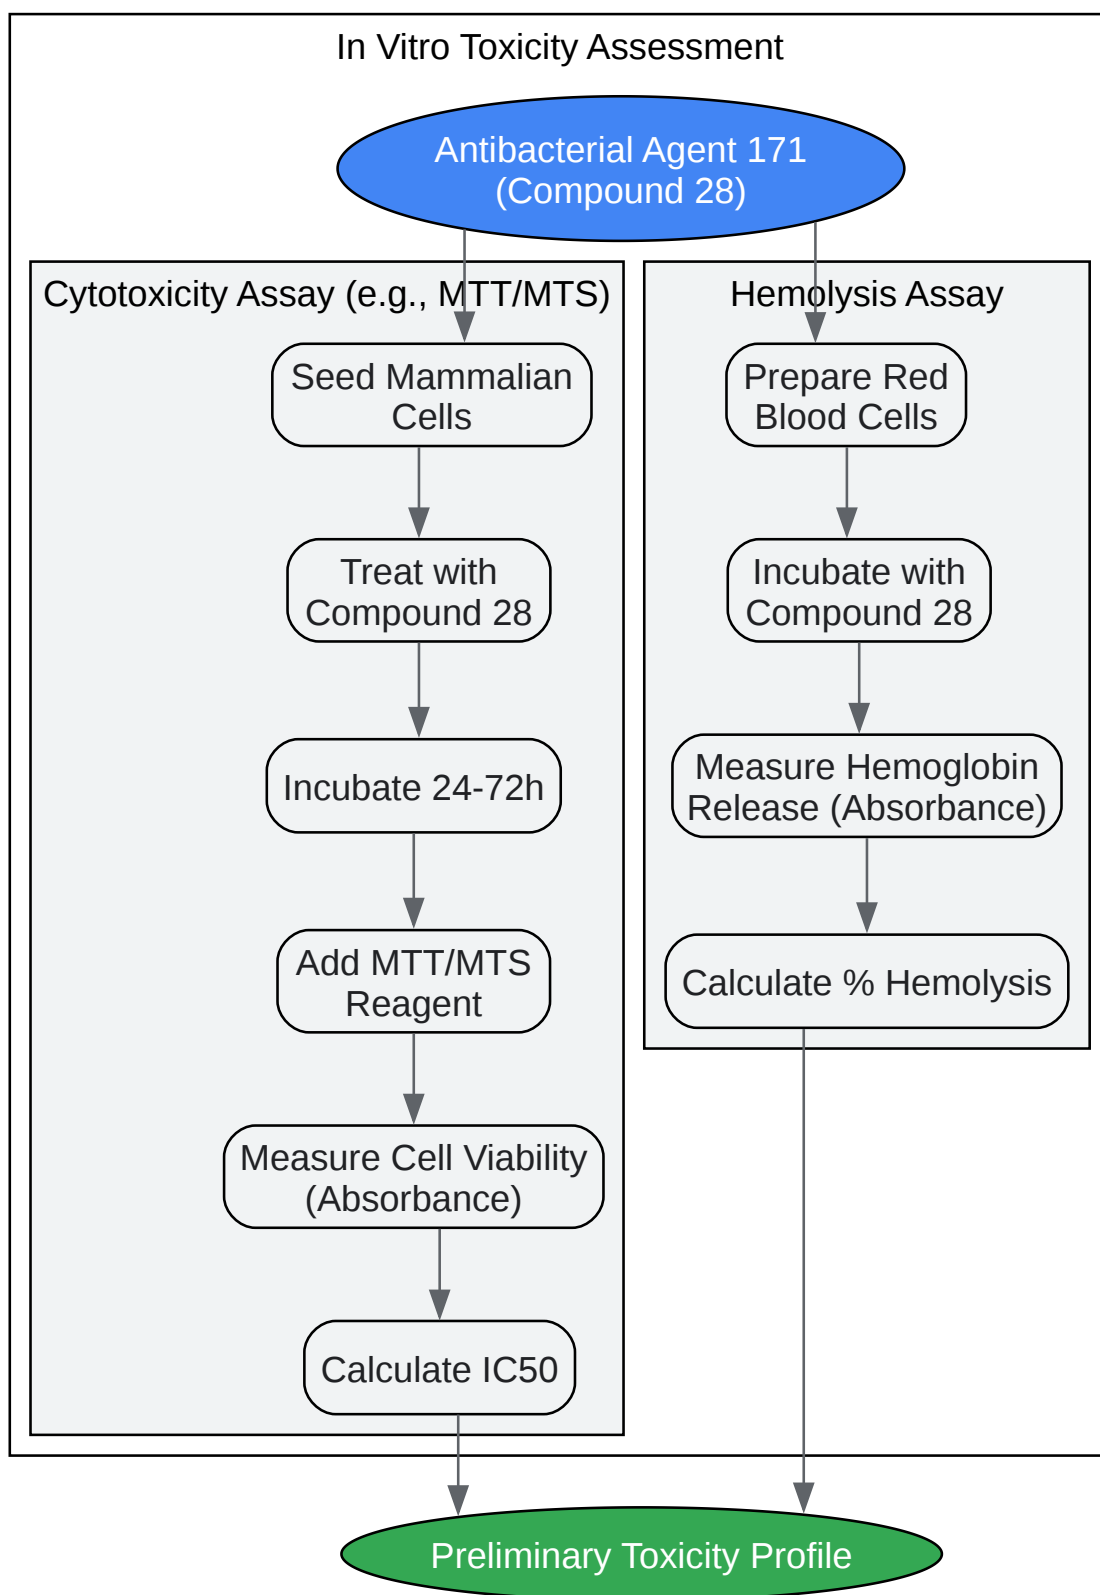 In Vitro Toxicity Assessment
Antibacterial Agent 171
(Compound 28)
Cytotoxicity Assay (e.g., MTT/MTS)
Seed Mammalian
Cells
Treat with
Compound 28
Incubate 24-72h
Add MTT/MTS
Reagent
Measure Cell Viability
(Absorbance)
Calculate IC50
Hemolysis Assay
Prepare Red
Blood Cells
Incubate with
Compound 28
Measure Hemoglobin
Release (Absorbance)
Calculate % Hemolysis
Preliminary Toxicity Profile